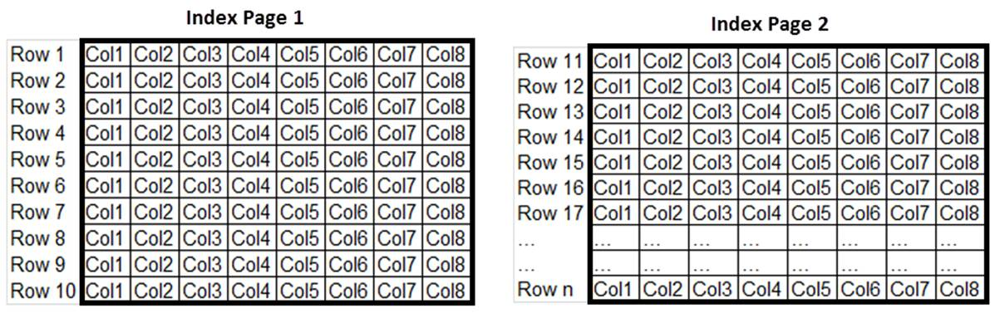 Index Page 1
Row 1 Col1 Col2 Col3 Col4 Col5 Col6 Col7 Col8
Row 2 Col1 Col2 Col3 Col4 Col5 Col6 Col7 Col8
Row 3 Col1 Col2 Col3 Col4 Col5 Col6 Col7 Col8
Row 4 Col1 Col2 Col3 Col4 Col5 Col6 Col7 Col8
Row 5 Col1 Col2 Col3 Col4 Col5 Col6 Col7 Col8
Row 6 Col1 Col2 Col3 Col4 Col5 Col6 Col7 Col8
Row 7 Col1 Col2 Col3 Col4 Col5 Col6 Col7 Col8
Row 8 Col1 Col2 Col3 Col4 Col5 Col6 Col7 Col8
Row 9 Col1 Col2 Col3 Col4 Col5 Col6 Col7 Col8
Row 10 Col1 Col2 Col3 Col4 Col5 Col6 Col7 Col8
Index Page 2
Row 11 Col1 Col2 Col3 Col4 Col5 Col6 Col7 Col8
Row 12 Col1 Col2 Col3 Col4 Col5 Col6 Col7 Col8
Row 13 Col1 Col2 Col3 Col4 Col5 Col6 Col7 Col8
Row 14 Col1 Col2 Col3 Col4 Col5 Col6 Col7 Col8
Row 15 Col1 Col2 Col3 Col4 Col5 Col6 Col7 Col8
Row 16 Col1 Col2 Col3 Col4 Col5 Col6 Col7 Col8
Row 17 Col1 Col2 Col3 Col4 Col5 Col6 Col7 Col8
... ... ... ... ... ... ... ... ...
... ... ... ... ... ... ... ... ...
Row n Col1 Col2 Col3 Col4 Col5 Col6 Col7 Col8